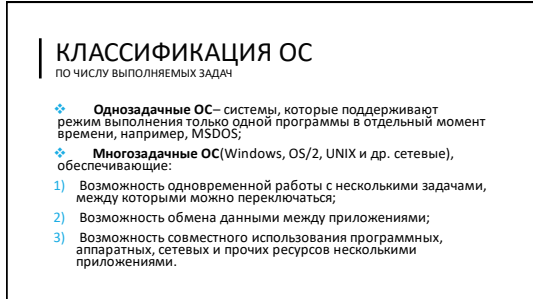 КЛАССИФИКАЦИЯ ОС
ПО ЧИСЛУ ВЫПОЛНЯЕМЫХ ЗАДАЧ
❖ Однозадачные ОС– системы, которые поддерживают
режим выполнения только одной программы в отдельный момент
времени, например, MSDOS;
❖ Многозадачные ОС(Windows, OS/2, UNIX и др. сетевые),
обеспечивающие:
1) Возможность одновременной работы с несколькими задачами,
между которыми можно переключаться;
2) Возможность обмена данными между приложениями;
3) Возможность совместного использования программных,
аппаратных, сетевых и прочих ресурсов несколькими
приложениями.